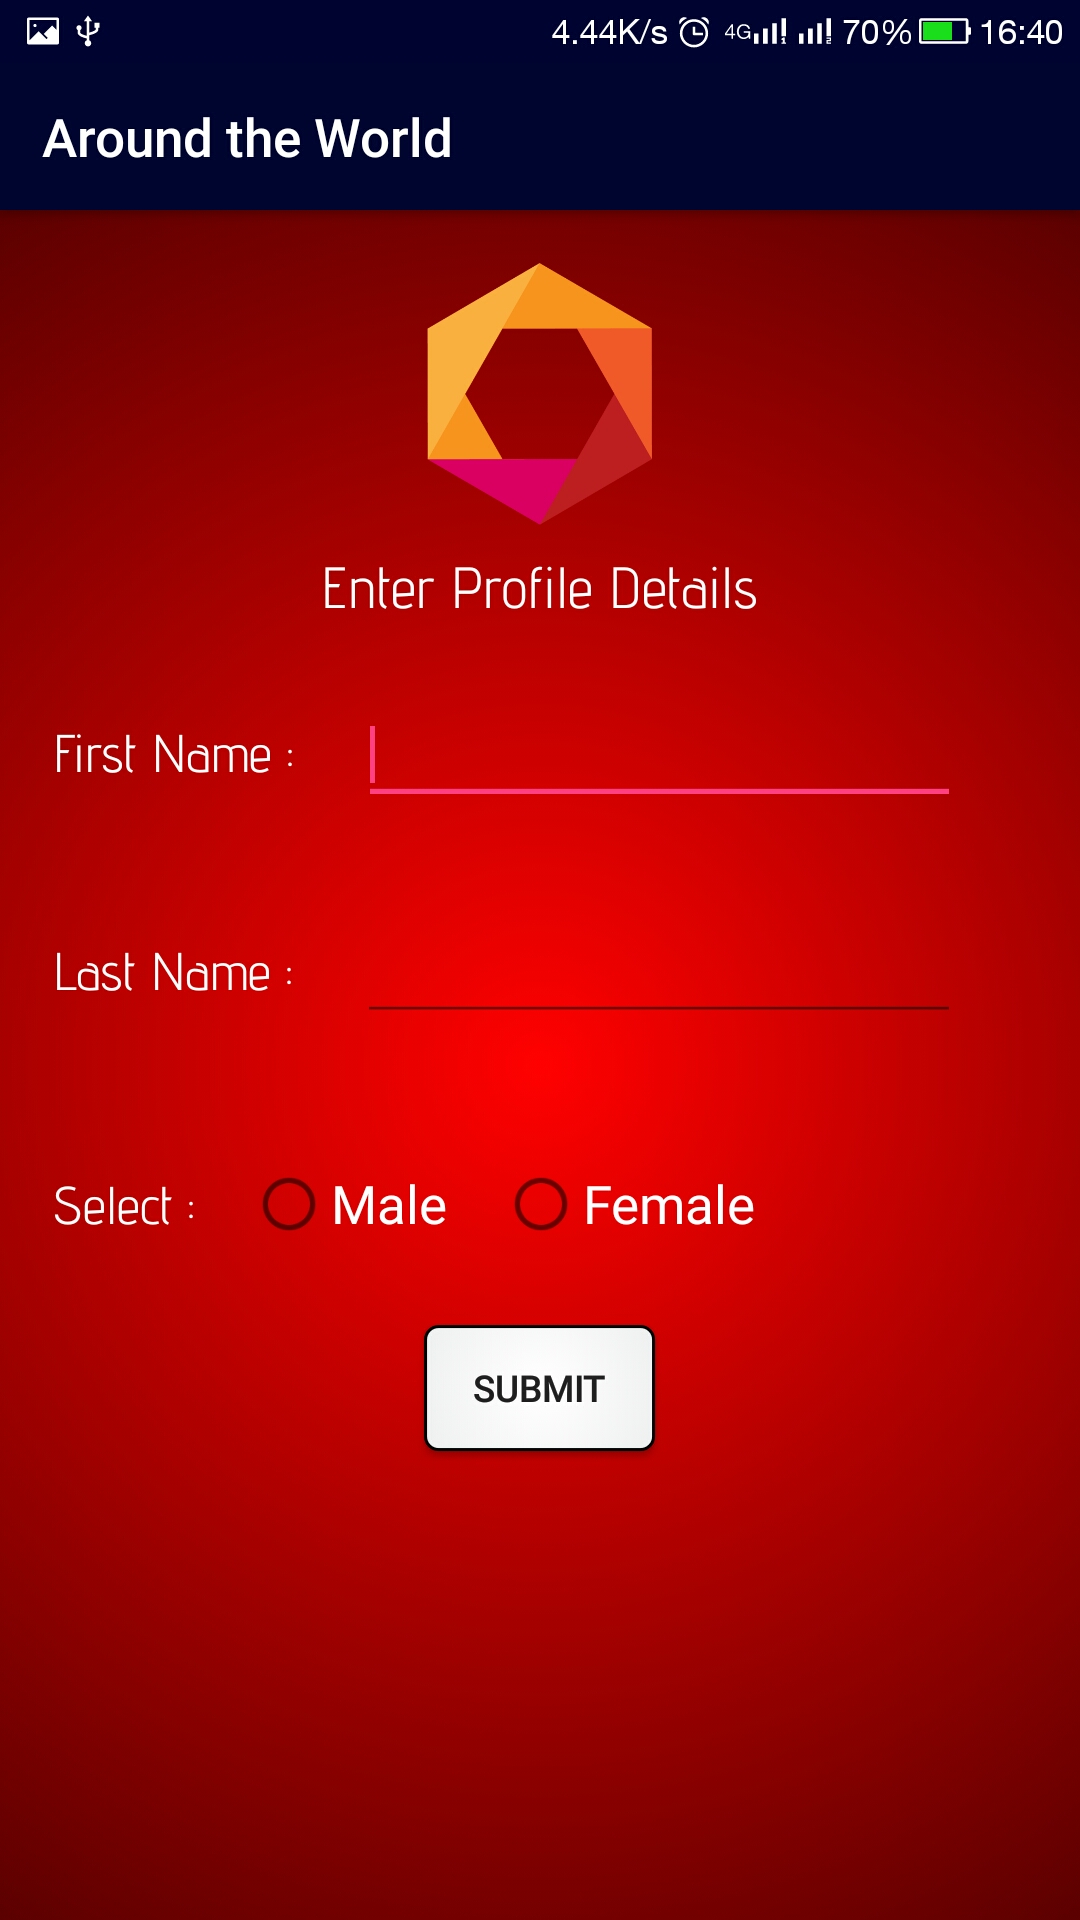 4.44K/s 4G 70% 16:40
Around the World
Enter Profile Details
First Name :
Last Name :
Select : Male Female
SUBMIT